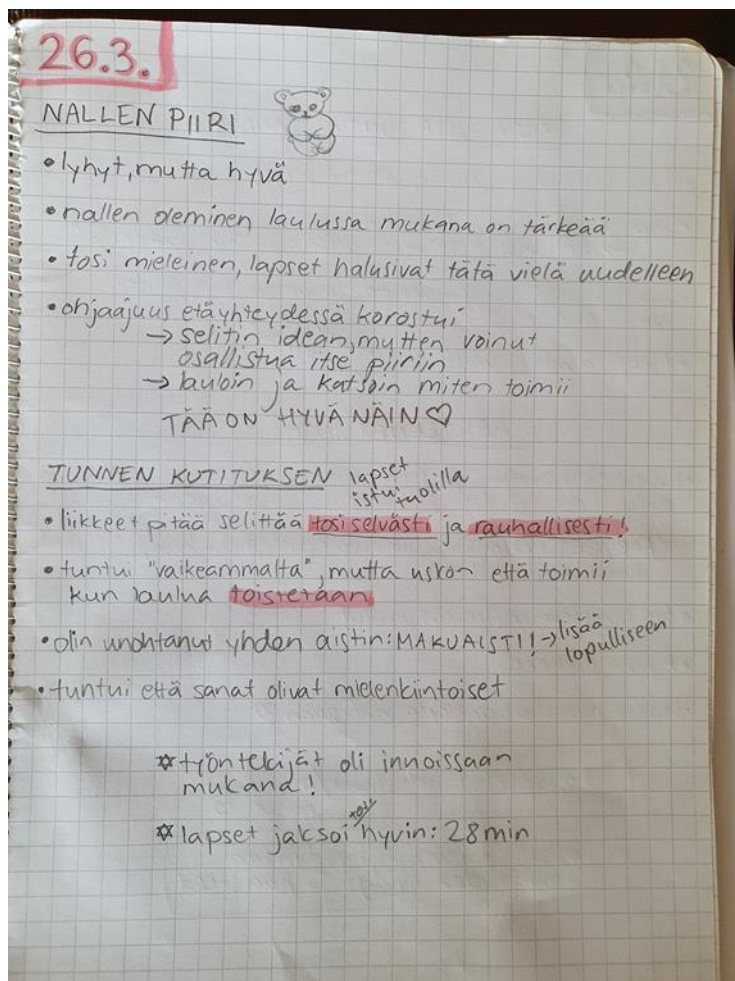 26.3.
NALLEN PIIRI
• lyhyt, mutta hyvä
• nallen oleminen laulussa mukana on tärkeää
• tosi mieleinen, lapset halusivat tätä vielä uudelleen
• ohjaajuus etäyhteydessä korostui
→ selitin idean, mutten voinut
osallistua itse piiriin
→ lauloin ja katsoin miten toimii
TÄÄ ON HYVÄ NÄIN ♡
TUNNEN KUTITUKSEN lapset
istui tuolilla
• liikkeet pitää selittää tosi selvästi ja rauhallisesti!
• tuntui "vaikeammalta", mutta uskon että toimii
kun laulua toistetaan
• olin unohtanut yhden aistin: MAKUAISTI! → lisää
lopulliseen
• tuntui että sanat olivat mielenkiintoiset
✡ työntekijät oli innoissaan
mukana!
✡ lapset jaksoi tosi hyvin: 28 min